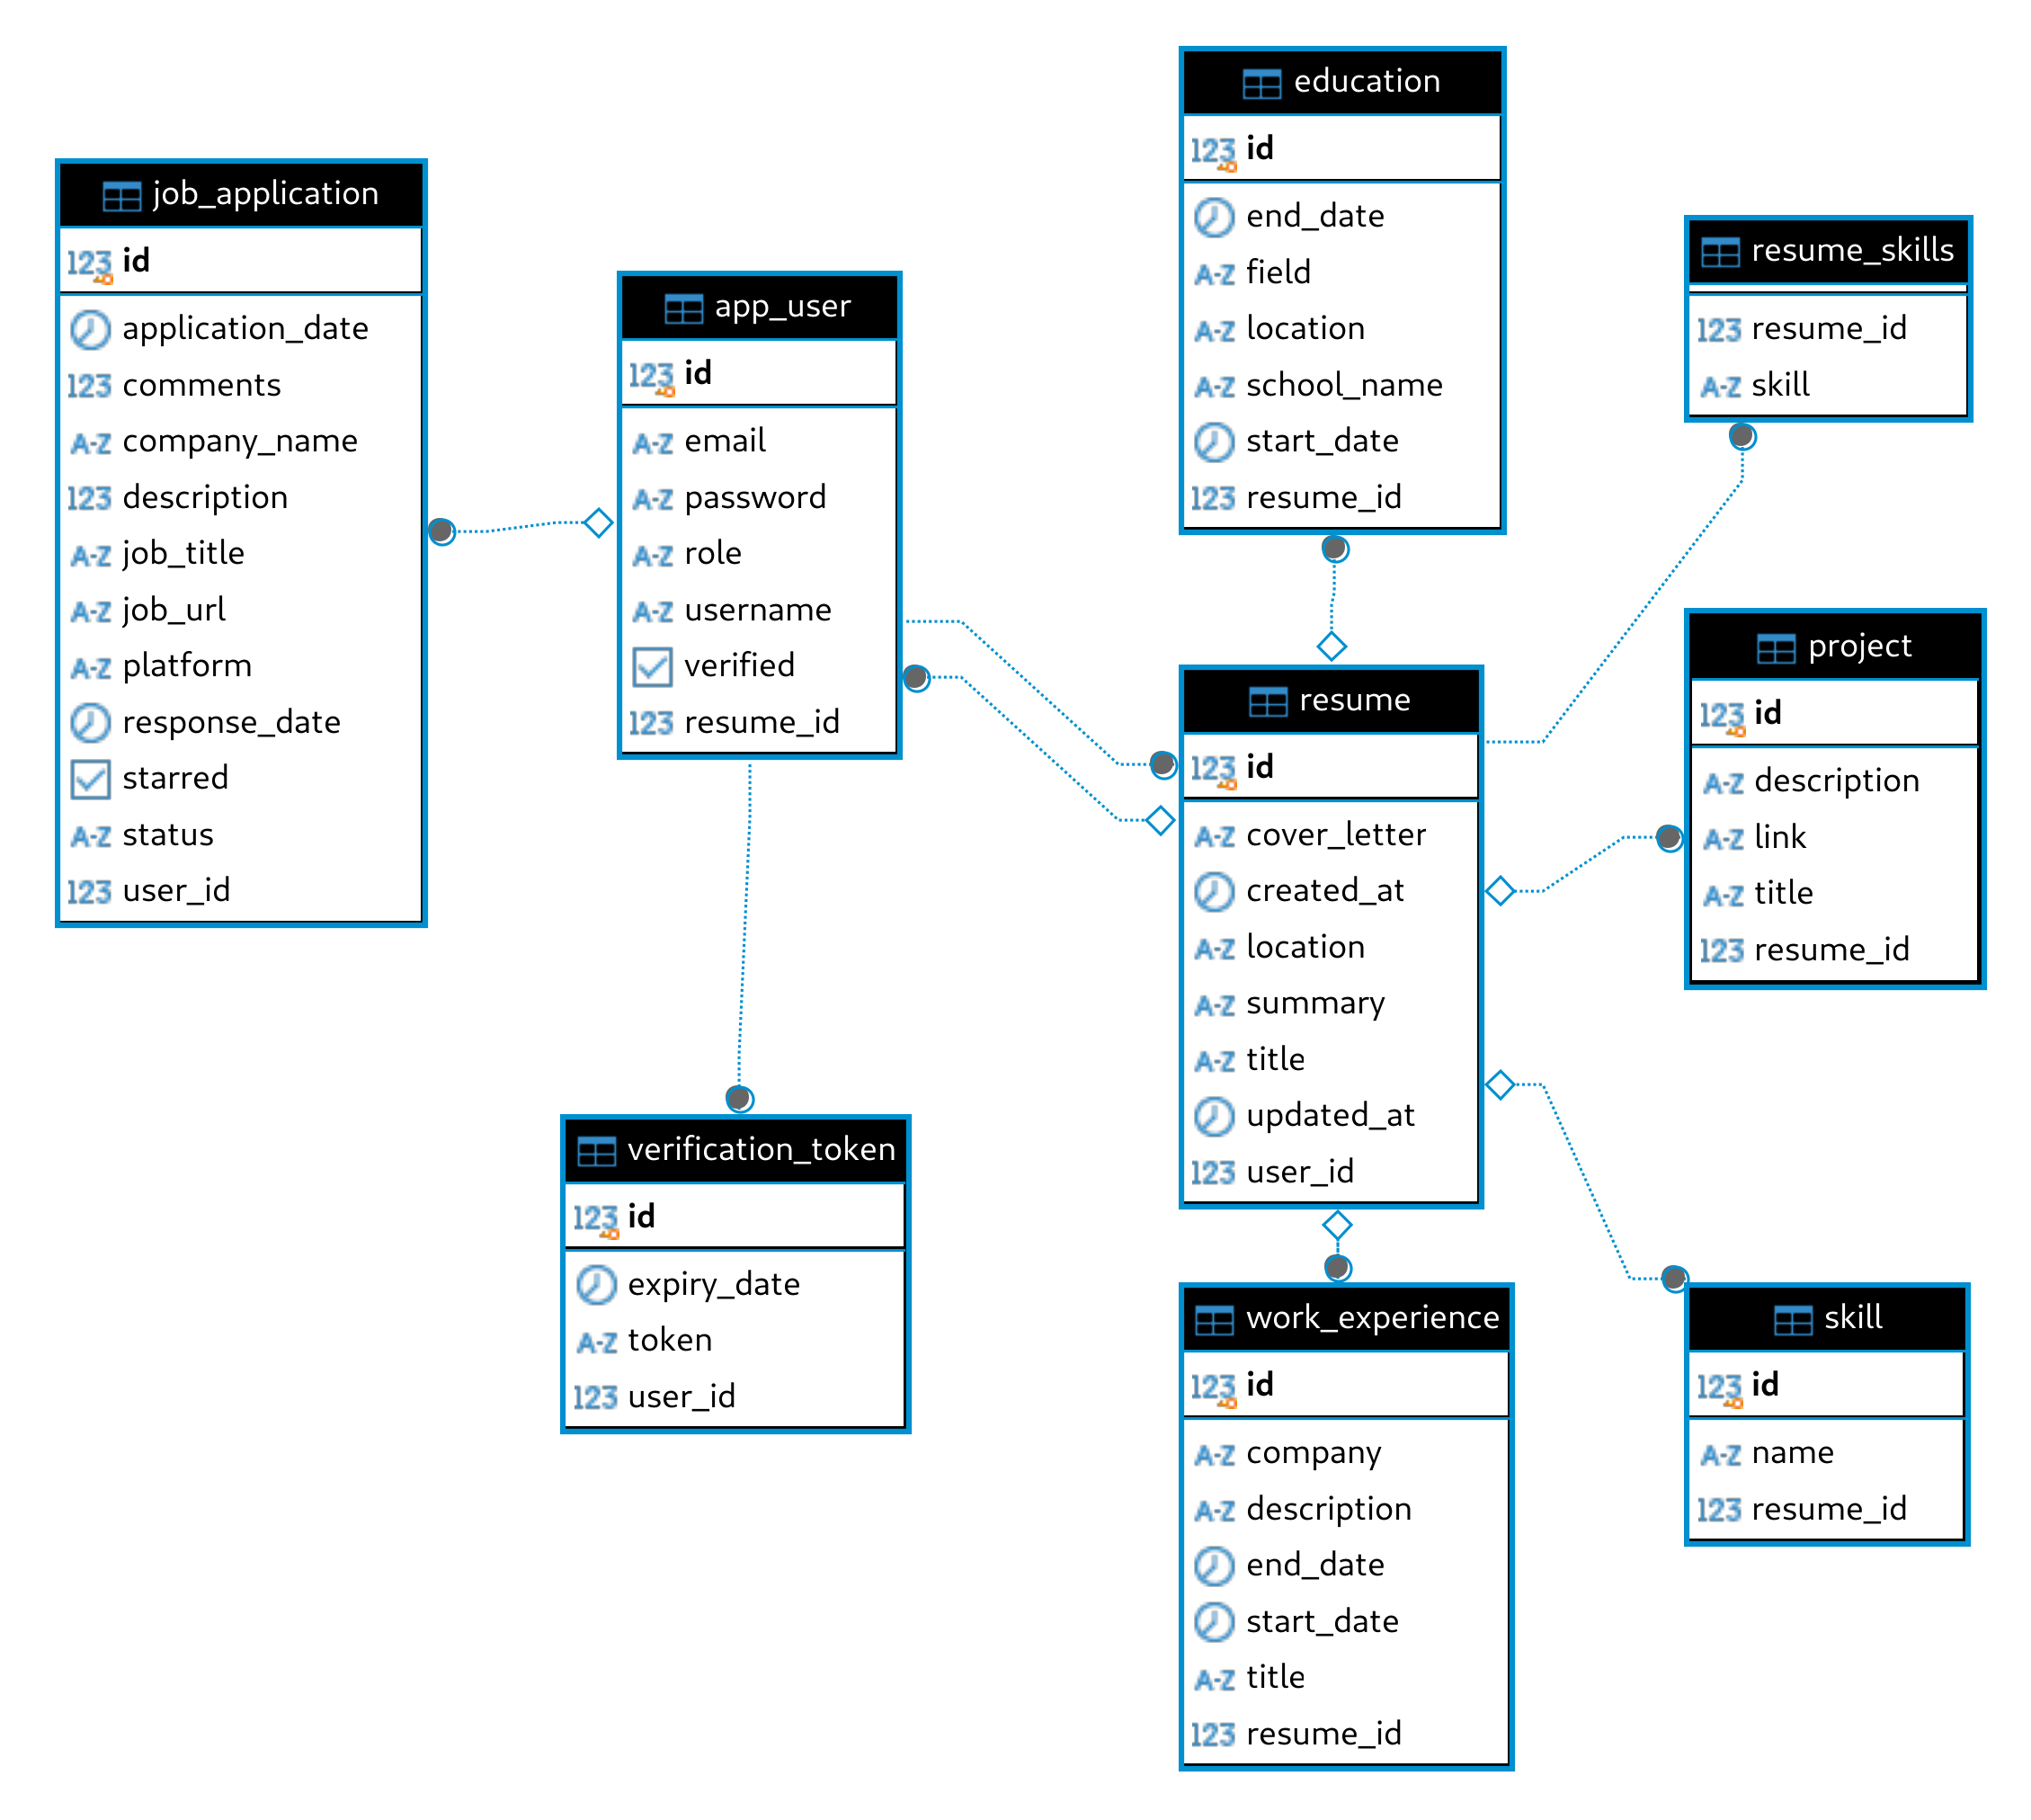 job_application
123 id
application_date
123 comments
A-Z company_name
123 description
A-Z job_title
A-Z job_url
A-Z platform
response_date
starred
A-Z status
123 user_id
app_user
123 id
A-Z email
A-Z password
A-Z role
A-Z username
verified
123 resume_id
verification_token
123 id
expiry_date
A-Z token
123 user_id
education
123 id
end_date
A-Z field
A-Z location
A-Z school_name
start_date
123 resume_id
resume
123 id
A-Z cover_letter
created_at
A-Z location
A-Z summary
A-Z title
updated_at
123 user_id
work_experience
123 id
A-Z company
A-Z description
end_date
start_date
A-Z title
123 resume_id
resume_skills
123 resume_id
A-Z skill
project
123 id
A-Z description
A-Z link
A-Z title
123 resume_id
skill
123 id
A-Z name
123 resume_id